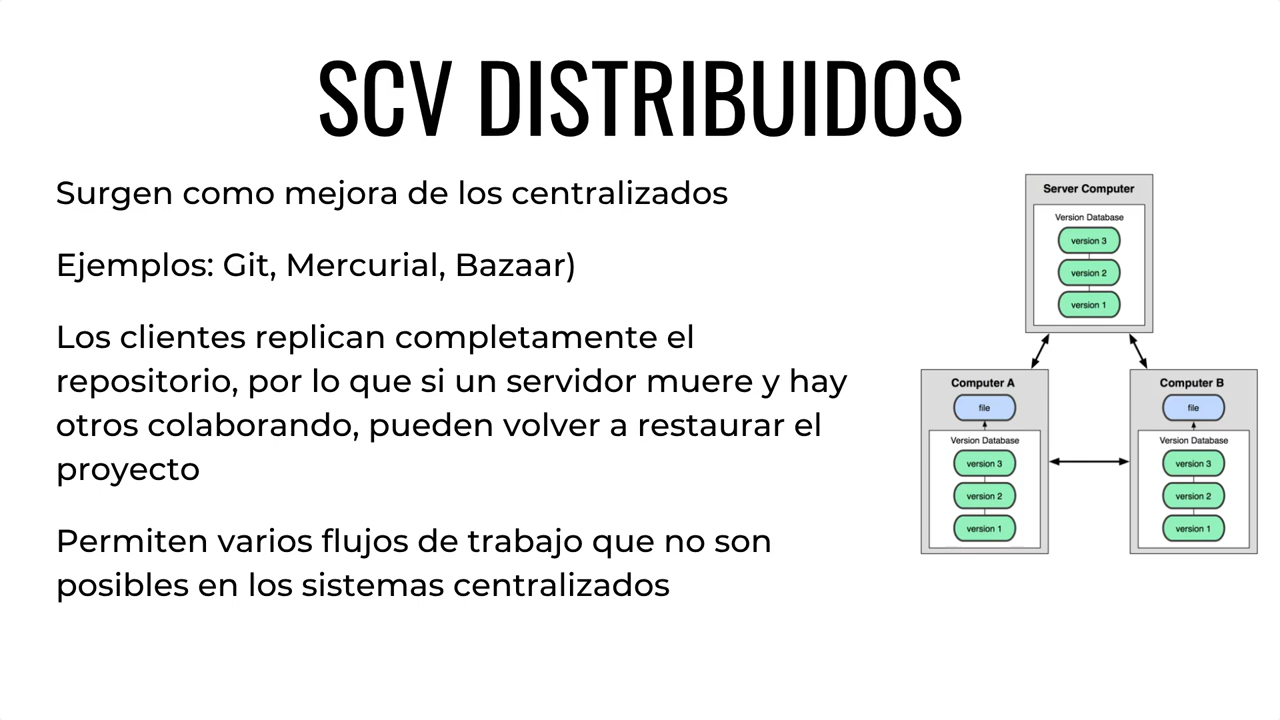 SCV DISTRIBUIDOS
Surgen como mejora de los centralizados
Ejemplos: Git, Mercurial, Bazaar)
Los clientes replican completamente el
repositorio, por lo que si un servidor muere y hay
otros colaborando, pueden volver a restaurar el
proyecto
Permiten varios flujos de trabajo que no son
posibles en los sistemas centralizados
Server Computer
Version Database
version 3
version 2
version 1
Computer A
file
Version Database
version 3
version 2
version 1
Computer B
file
Version Database
version 3
version 2
version 1